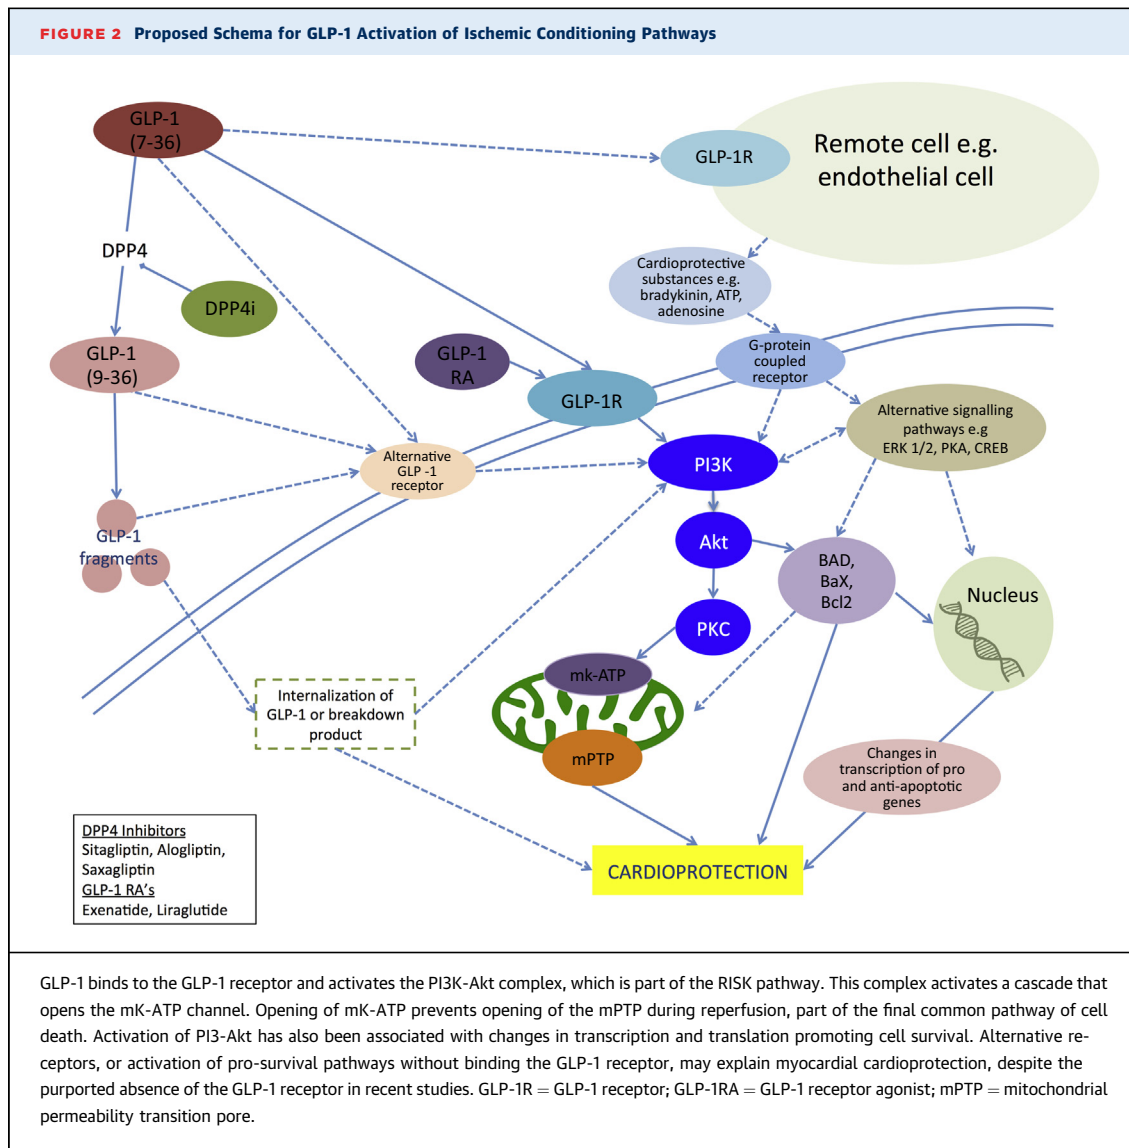 FIGURE 2 Proposed Schema for GLP-1 Activation of Ischemic Conditioning Pathways
GLP-1
(7-36)
GLP-1R
Remote cell e.g.
endothelial cell
DPP4
DPP4i
Cardioprotective
substances e.g.
bradykinin, ATP,
adenosine
GLP-1
(9-36)
GLP-1
RA
GLP-1R
G-protein
coupled
receptor
Alternative signalling
pathways e.g
ERK 1/2, PKA, CREB
Alternative
GLP -1
receptor
PI3K
GLP-1
fragments
Akt
BAD,
BaX,
Bcl2
Nucleus
PKC
mk-ATP
Internalization of
GLP-1 or breakdown
product
mPTP
Changes in
transcription of pro
and anti-apoptotic
genes
DPP4 Inhibitors
Sitagliptin, Alogliptin,
Saxagliptin
GLP-1 RA's
Exenatide, Liraglutide
CARDIOPROTECTION
GLP-1 binds to the GLP-1 receptor and activates the PI3K-Akt complex, which is part of the RISK pathway. This complex activates a cascade that
opens the mK-ATP channel. Opening of mK-ATP prevents opening of the mPTP during reperfusion, part of the final common pathway of cell
death. Activation of PI3-Akt has also been associated with changes in transcription and translation promoting cell survival. Alternative re-
ceptors, or activation of pro-survival pathways without binding the GLP-1 receptor, may explain myocardial cardioprotection, despite the
purported absence of the GLP-1 receptor in recent studies. GLP-1R = GLP-1 receptor; GLP-1RA = GLP-1 receptor agonist; mPTP = mitochondrial
permeability transition pore.